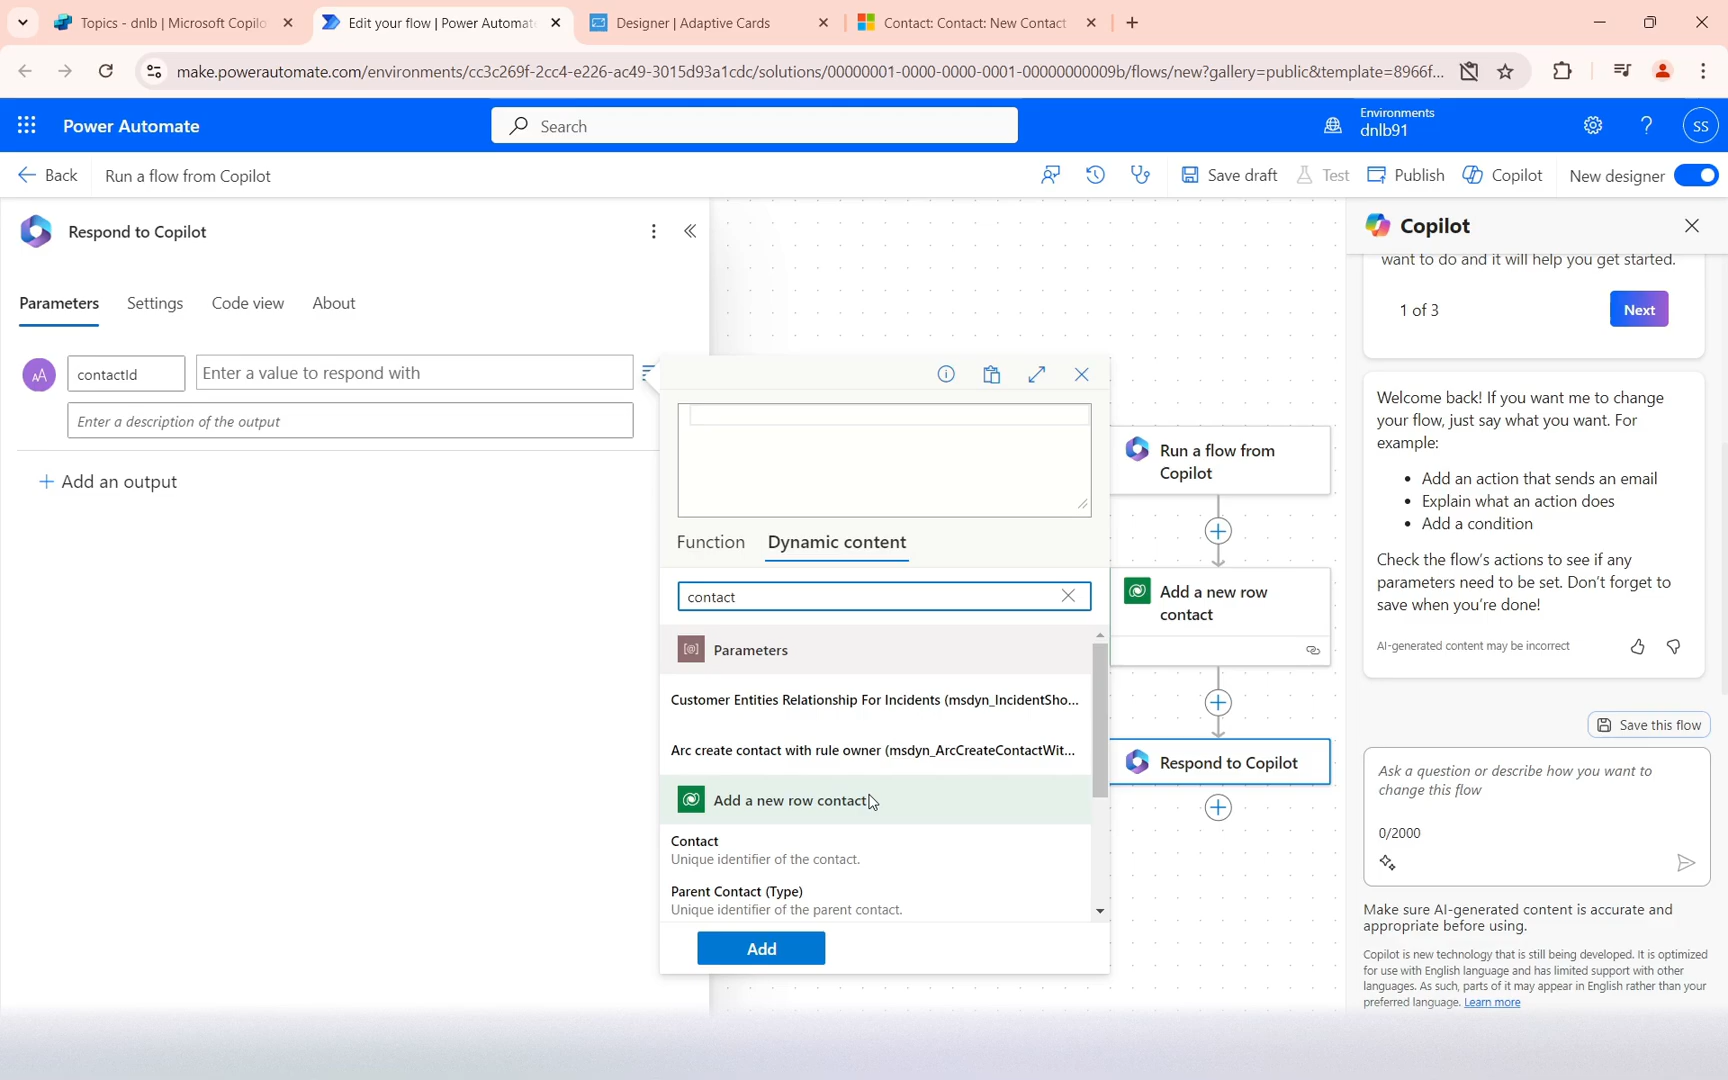 Topics - dnlb | Microsoft Copilo
Edit your flow | Power Automate
Designer | Adaptive Cards
Contact: Contact: New Contact
make.powerautomate.com/environments/cc3c269f-2cc4-e226-ac49-3015d93a1cdc/solutions/00000001-0000-0000-0001-00000000009b/flows/new?gallery=public&template=8966f...
Power Automate
Search
Environments
dnlb91
SS
Back
Run a flow from Copilot
Save draft
Test
Publish
Copilot
New designer
Respond to Copilot
Parameters
Settings
Code view
About
AA
contactId
Enter a value to respond with
Enter a description of the output
Add an output
Function
Dynamic content
contact
[@] Parameters
Customer Entities Relationship For Incidents (msdyn_IncidentSho...
Arc create contact with rule owner (msdyn_ArcCreateContactWit...
Add a new row contact
Contact
Unique identifier of the contact.
Parent Contact (Type)
Unique identifier of the parent contact.
Add
Run a flow from
Copilot
Add a new row
contact
Respond to Copilot
Copilot
want to do and it will help you get started.
1 of 3
Next
Welcome back! If you want me to change
your flow, just say what you want. For
example:
• Add an action that sends an email
• Explain what an action does
• Add a condition
Check the flow's actions to see if any
parameters need to be set. Don't forget to
save when you're done!
AI-generated content may be incorrect
Save this flow
Ask a question or describe how you want to
change this flow
0/2000
Make sure AI-generated content is accurate and
appropriate before using.
Copilot is new technology that is still being developed. It is optimized
for use with English language and has limited support with other
languages. As such, parts of it may appear in English rather than your
preferred language. Learn more